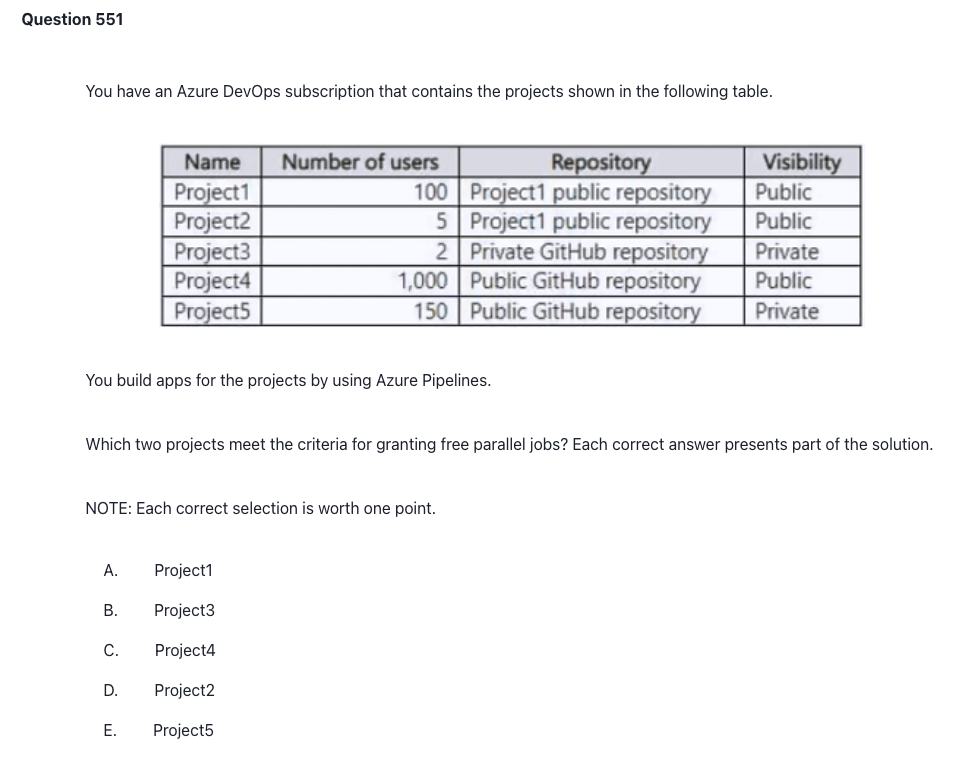 Question 551
You have an Azure DevOps subscription that contains the projects shown in the following table.
Name Number of users Repository Visibility
Project1 100 Project1 public repository Public
Project2 5 Project1 public repository Public
Project3 2 Private GitHub repository Private
Project4 1,000 Public GitHub repository Public
Project5 150 Public GitHub repository Private
You build apps for the projects by using Azure Pipelines.
Which two projects meet the criteria for granting free parallel jobs? Each correct answer presents part of the solution.
NOTE: Each correct selection is worth one point.
A. Project1
B. Project3
C. Project4
D. Project2
E. Project5